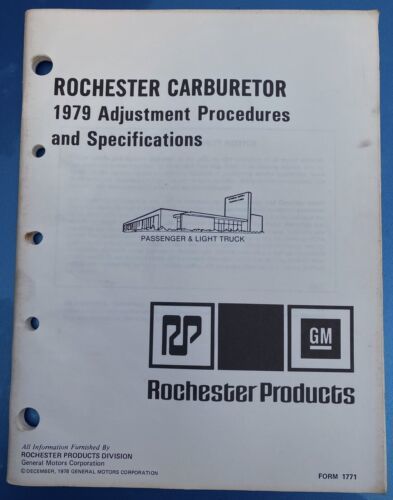 ROCHESTER CARBURETOR
1979 Adjustment Procedures
and Specifications
PASSENGER & LIGHT TRUCK
RP
GM
Rochester Products
All Information Furnished By
ROCHESTER PRODUCTS DIVISION
General Motors Corporation
©DECEMBER, 1978 GENERAL MOTORS CORPORATION
FORM 1771